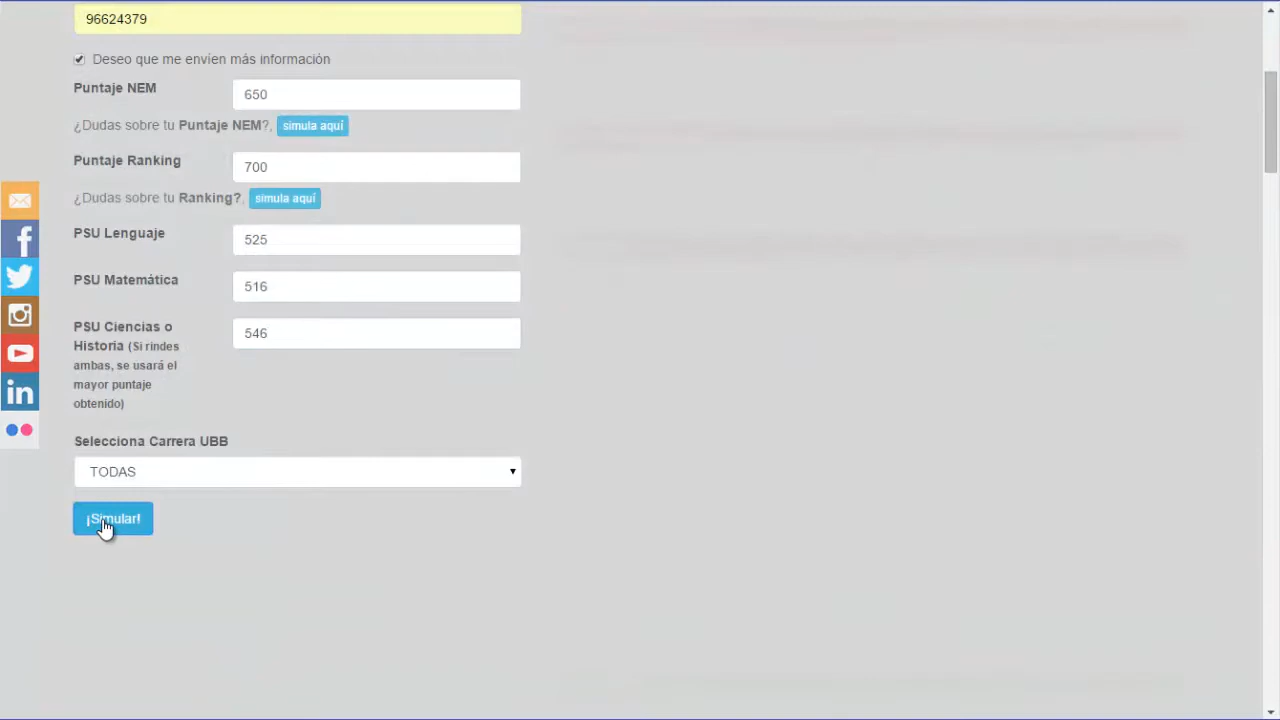 96624379
Deseo que me envíen más información
Puntaje NEM
650
¿Dudas sobre tu Puntaje NEM?, simula aquí
Puntaje Ranking
700
¿Dudas sobre tu Ranking?, simula aquí
PSU Lenguaje
525
PSU Matemática
516
PSU Ciencias o
Historia (Si rindes
ambas, se usará el
mayor puntaje
obtenido)
546
Selecciona Carrera UBB
TODAS
¡Simular!